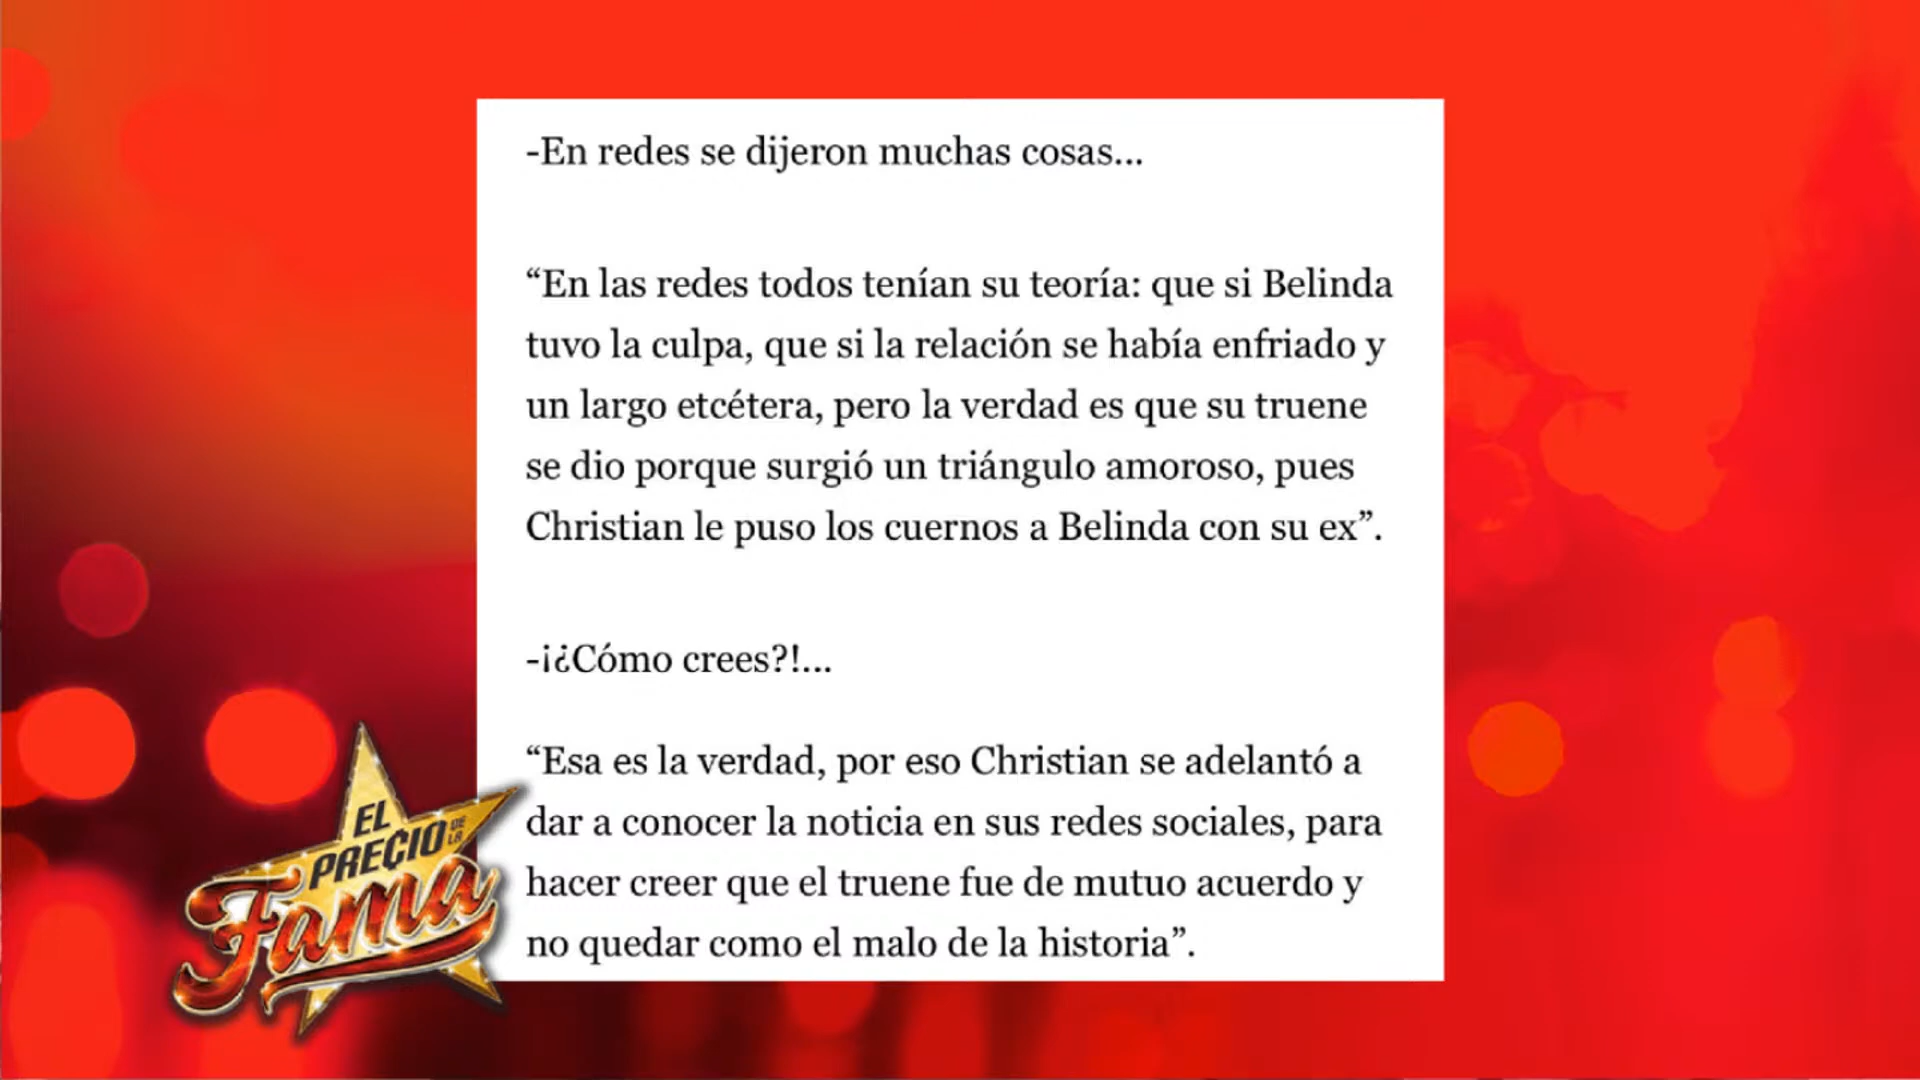 -En redes se dijeron muchas cosas...
“En las redes todos tenían su teoría: que si Belinda
tuvo la culpa, que si la relación se había enfriado y
un largo etcétera, pero la verdad es que su truene
se dio porque surgió un triángulo amoroso, pues
Christian le puso los cuernos a Belinda con su ex”.
-¡¿Cómo crees?!...
“Esa es la verdad, por eso Christian se adelantó a
dar a conocer la noticia en sus redes sociales, para
hacer creer que el truene fue de mutuo acuerdo y
no quedar como el malo de la historia”.
EL
PRECIO DE LA
Fama